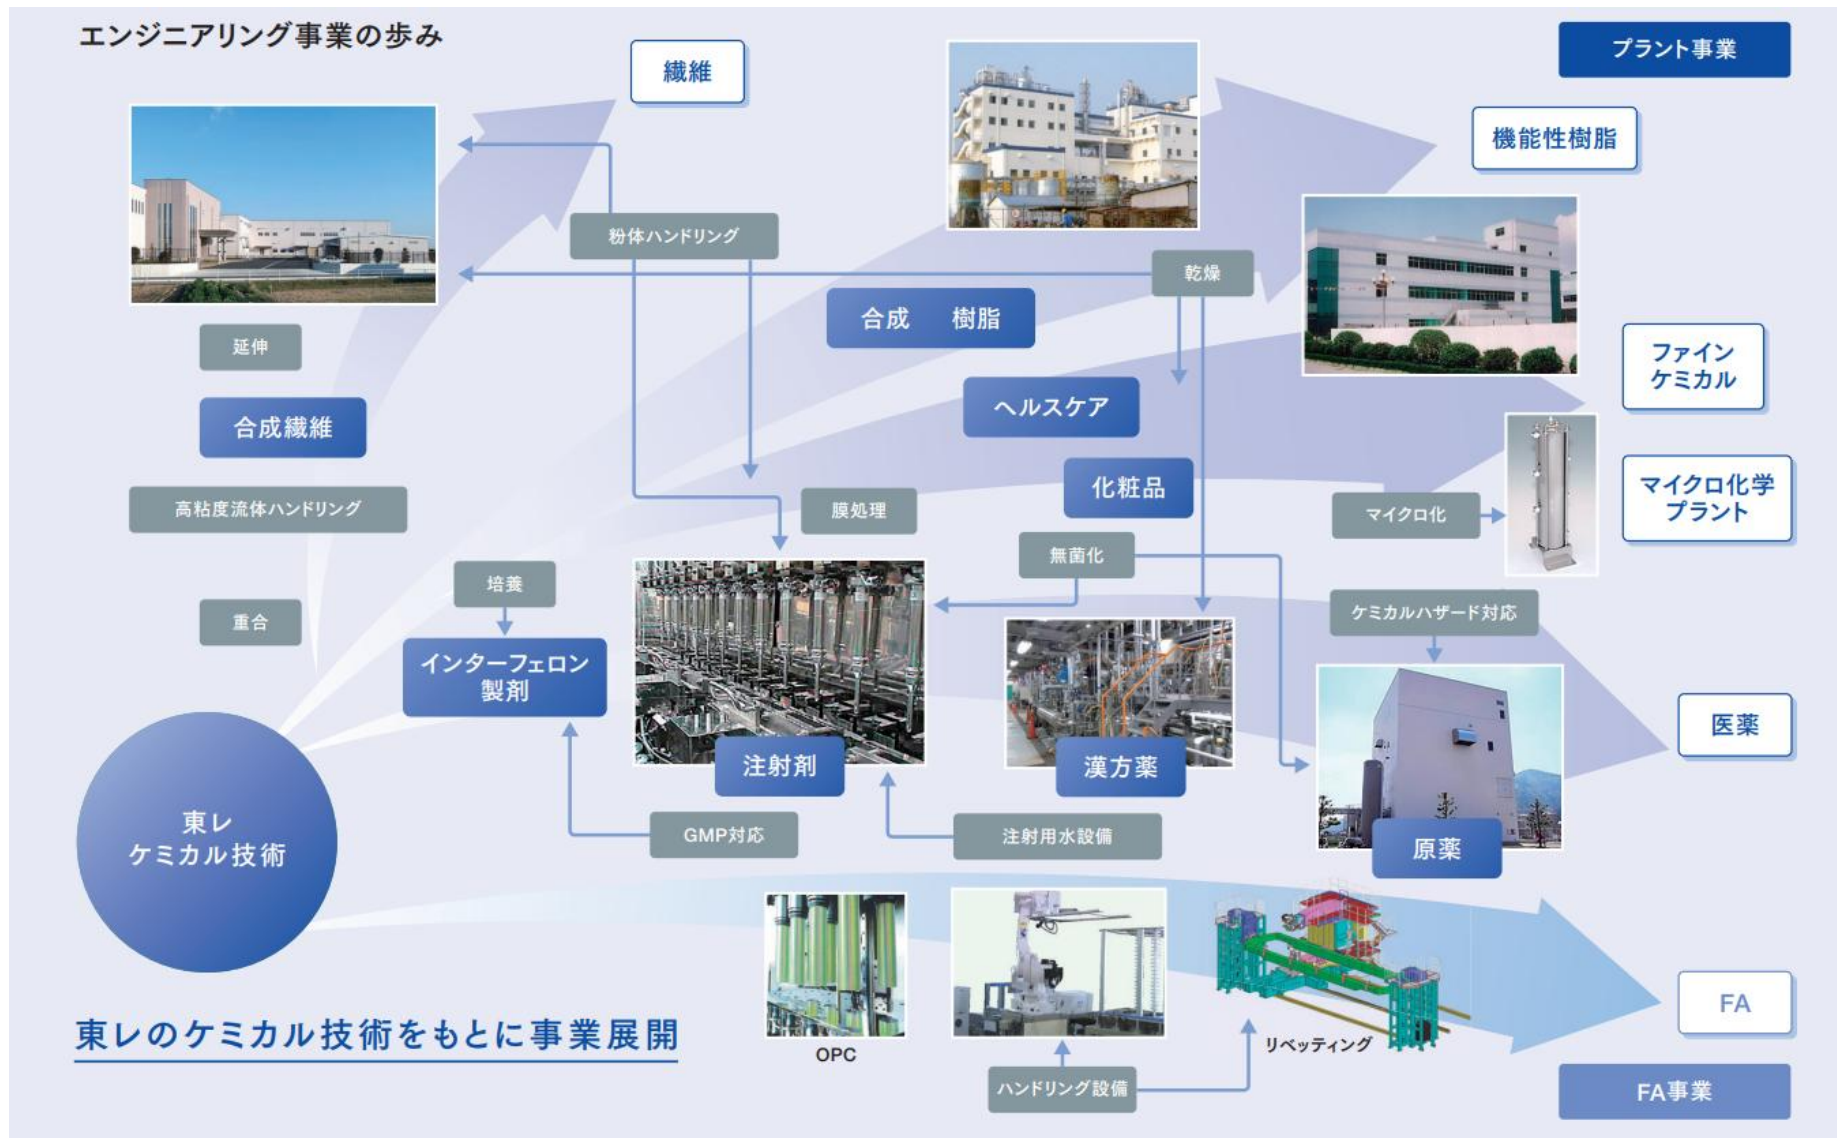 エンジニアリング事業の歩み
繊維
プラント事業
機能性樹脂
粉体ハンドリング
乾燥
合成 樹脂
延伸
ファイン
ケミカル
ヘルスケア
合成繊維
化粧品
マイクロ化学
プラント
高粘度流体ハンドリング
膜処理
マイクロ化
無菌化
培養
ケミカルハザード対応
重合
インターフェロン
製剤
医薬
注射剤
漢方薬
東レ
ケミカル技術
GMP対応
注射用水設備
原薬
FA
東レのケミカル技術をもとに事業展開
OPC
リベッティング
ハンドリング設備
FA事業